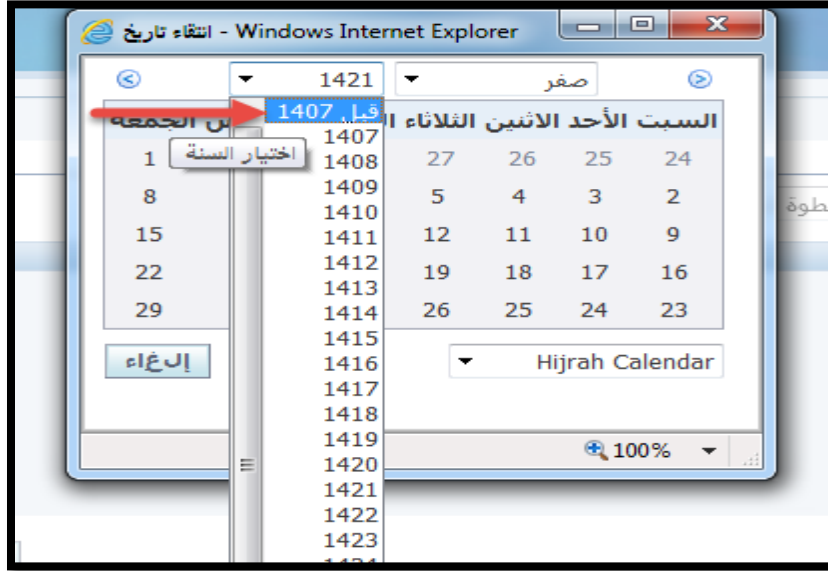 انتقاء تاريخ - Windows Internet Explorer
صفر 1421
السبت الأحد الاثنين الثلاثاء الجمعة
24 25 26 27 1
2 3 4 5 8
9 10 11 12 15
16 17 18 19 22
23 24 25 26 29
قبل 1407
1407
1408
1409
1410
1411
1412
1413
1414
1415
1416
1417
1418
1419
1420
1421
1422
1423
1424
اختيار السنة
Hijrah Calendar
إلغاء
100%